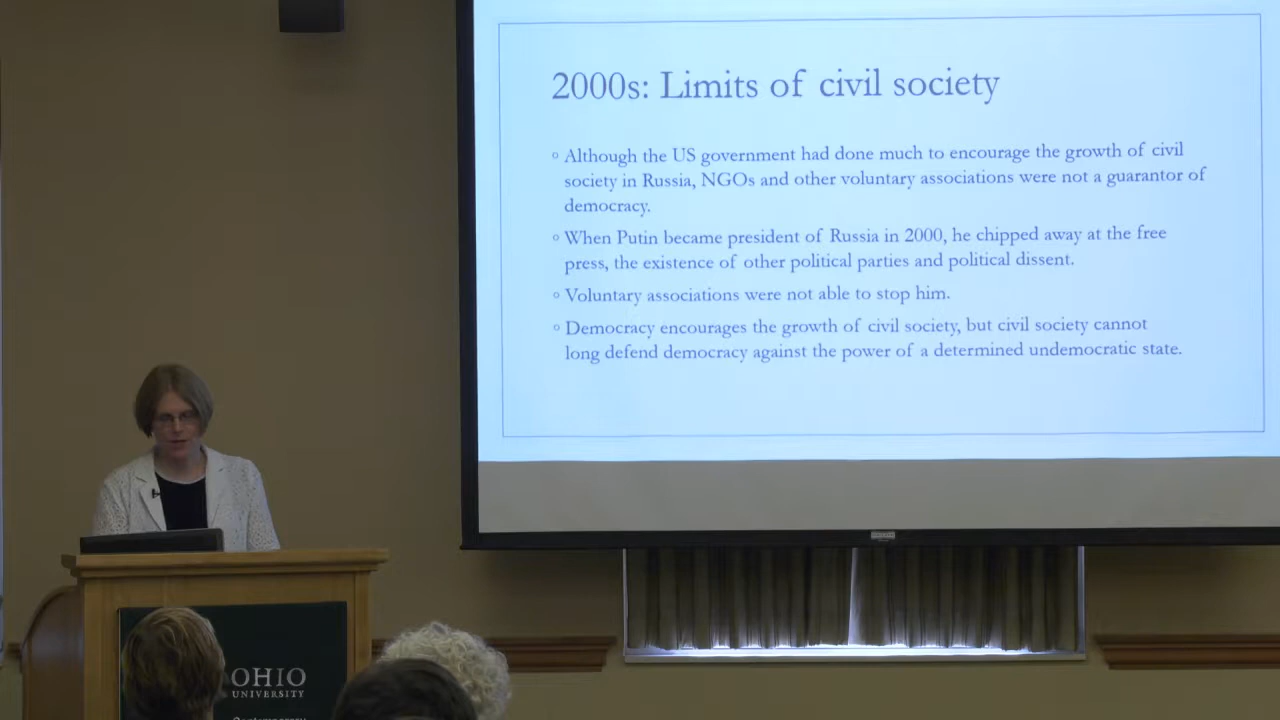 2000s: Limits of civil society
Although the US government had done much to encourage the growth of civil
society in Russia, NGOs and other voluntary associations were not a guarantor of
democracy.
When Putin became president of Russia in 2000, he chipped away at the free
press, the existence of other political parties and political dissent.
Voluntary associations were not able to stop him.
Democracy encourages the growth of civil society, but civil society cannot
long defend democracy against the power of a determined undemocratic state.
OHIO
UNIVERSITY
Contemporary